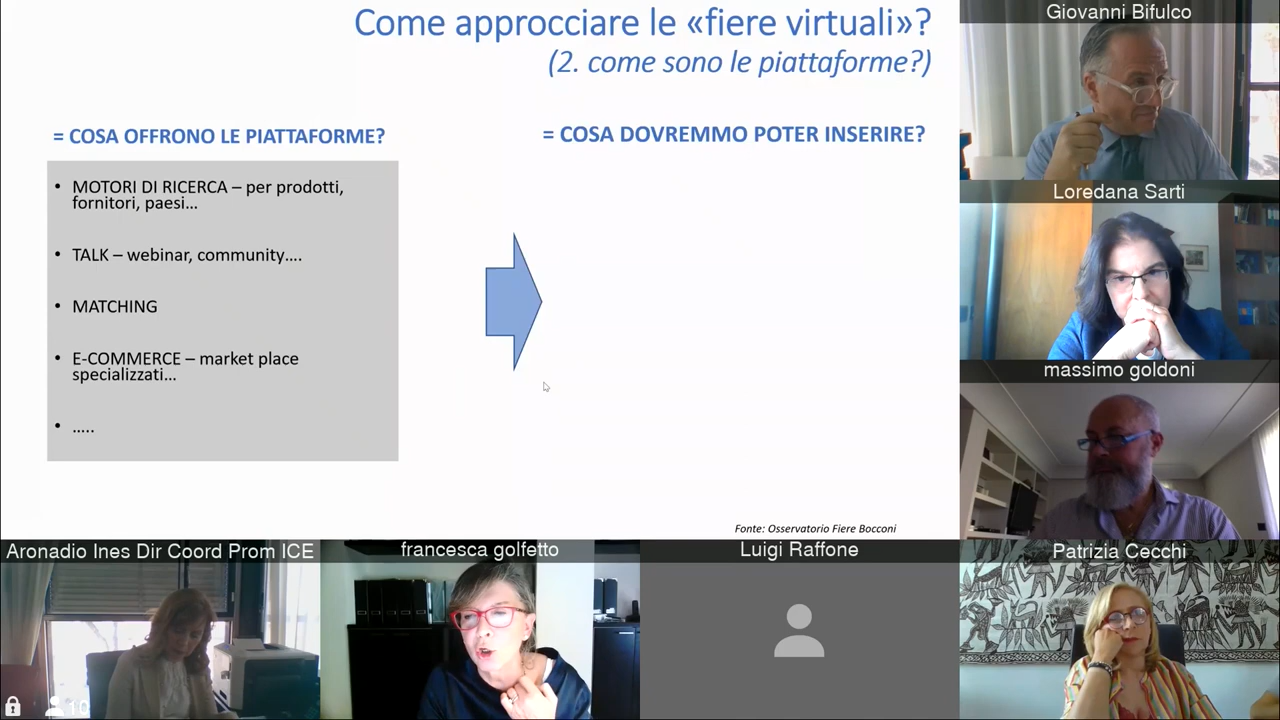 Come approcciare le «fiere virtuali»?
(2. come sono le piattaforme?)
= COSA OFFRONO LE PIATTAFORME?
= COSA DOVREMMO POTER INSERIRE?
• MOTORI DI RICERCA – per prodotti,
fornitori, paesi...
• TALK – webinar, community....
• MATCHING
• E-COMMERCE – market place
specializzati...
• .....
Fonte: Osservatorio Fiere Bocconi
Giovanni Bifulco
Loredana Sarti
massimo goldoni
Aronadio Ines Dir Coord Prom ICE
francesca golfetto
Luigi Raffone
Patrizia Cecchi
10